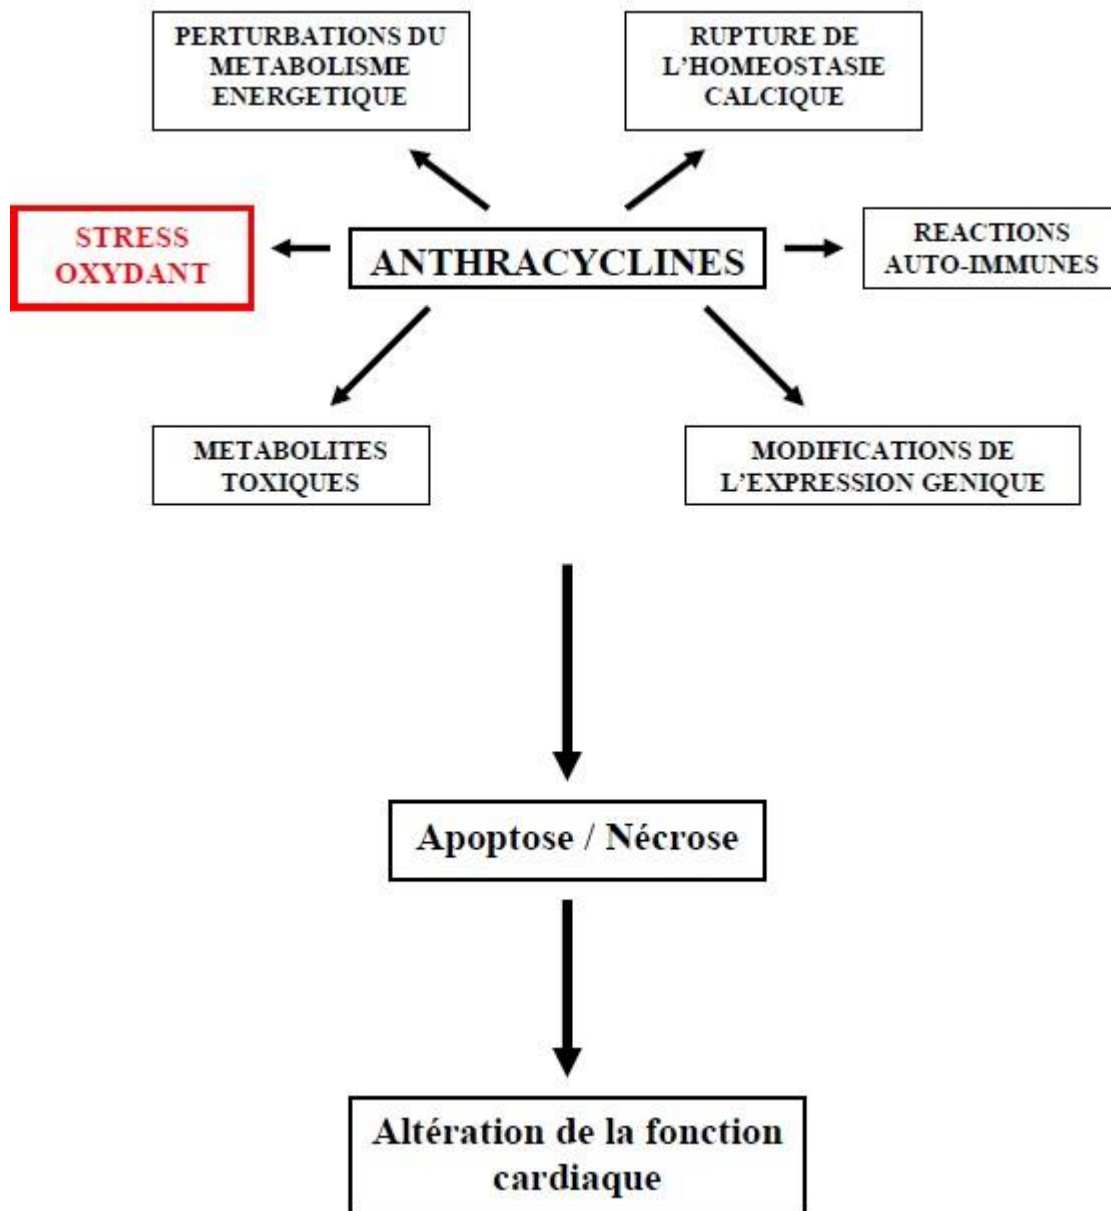 PERTURBATIONS DU
METABOLISME
ENERGETIQUE
RUPTURE DE
L'HOMEOSTASIE
CALCIQUE
STRESS
OXYDANT
ANTHRACYCLINES
REACTIONS
AUTO-IMMUNES
METABOLITES
TOXIQUES
MODIFICATIONS DE
L'EXPRESSION GENIQUE
Apoptose / Nécrose
Altération de la fonction
cardiaque